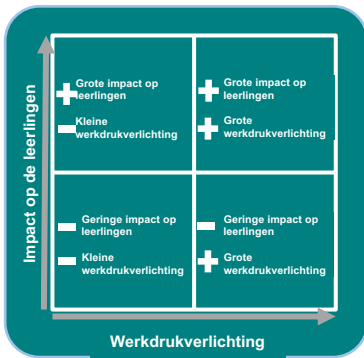 Impact op de leerlingen
Grote impact op
leerlingen
Kleine
werkdrukverlichting
Grote impact op
leerlingen
Grote
werkdrukverlichting
Geringe impact op
leerlingen
Kleine
werkdrukverlichting
Geringe impact op
leerlingen
Grote
werkdrukverlichting
Werkdrukverlichting